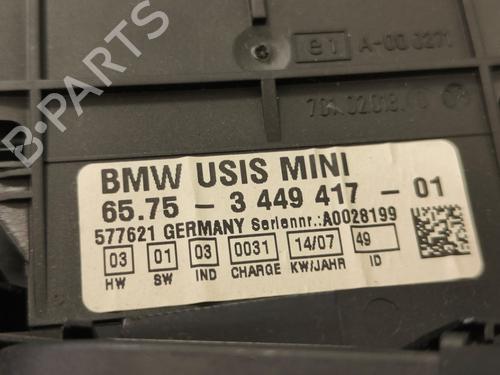 e1 A-00
BMW USIS MINI
65.75 - 3 449 417 - 01
577621 GERMANY Seriennr.:A0028199
03 01 03 0031 14/07 49
HW SW IND CHARGE KW/JAHR ID
B-PARTS